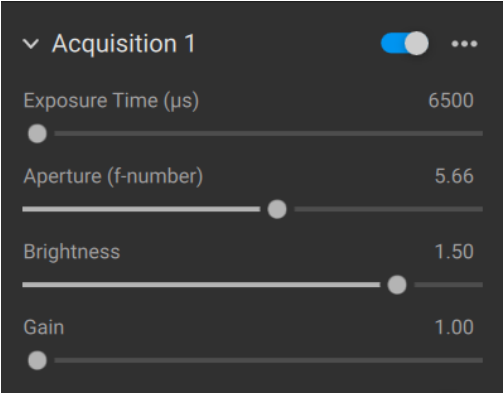 Acquisition 1
Exposure Time (µs) 6500
Aperture (f-number) 5.66
Brightness 1.50
Gain 1.00